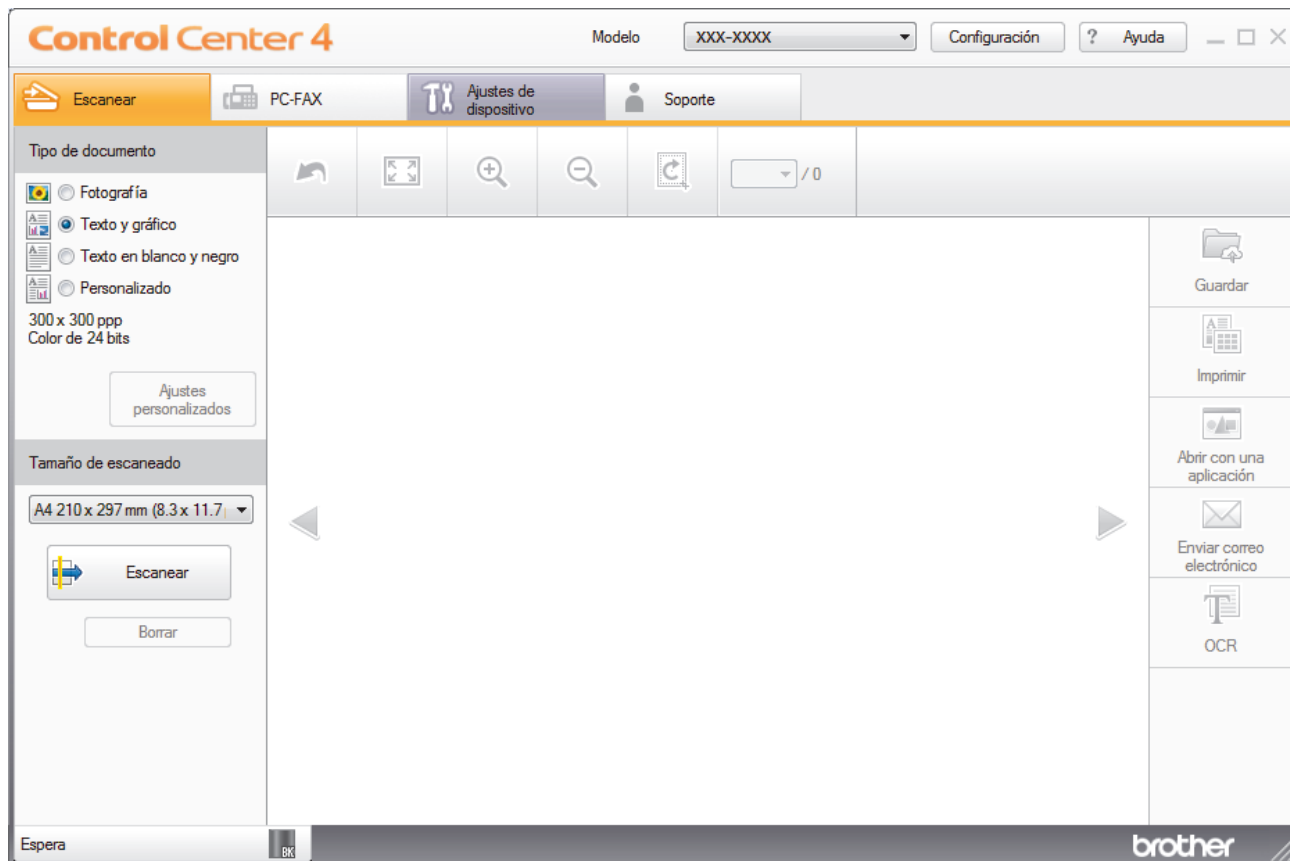 Control Center 4
Modelo
XXX-XXXX
Configuración
? Ayuda
Escanear
PC-FAX
Ajustes de
dispositivo
Soporte
Tipo de documento
/ 0
Fotografía
Texto y gráfico
Texto en blanco y negro
Personalizado
300 x 300 ppp
Color de 24 bits
Ajustes
personalizados
Tamaño de escaneado
A4 210 x 297 mm (8.3 x 11.7
Escanear
Borrar
Guardar
Imprimir
Abrir con una
aplicación
Enviar correo
electrónico
OCR
Espera
BK
brother